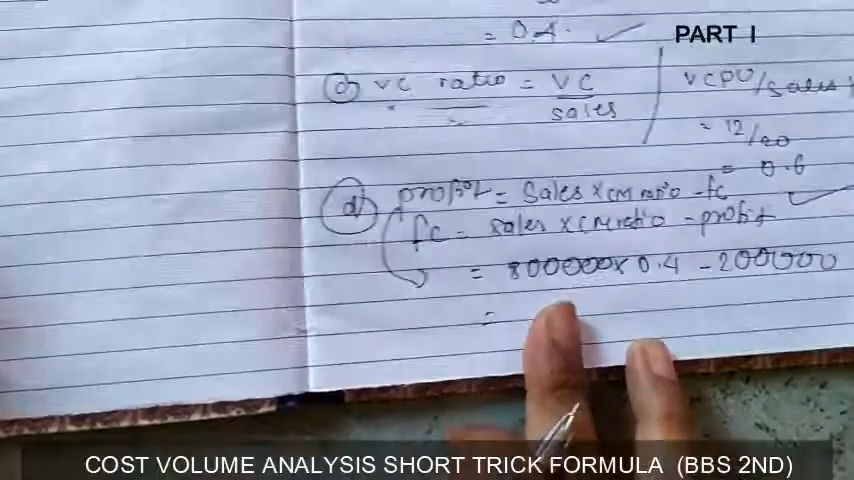 = 0.4.
PART I
c) VC ratio = VC / sales
VCPU/sales
= 12/20
= 0.6
d) profit = Sales x CM ratio - fc
fc = sales x CM ratio - profit
= 800000 x 0.4 - 200000
=
COST VOLUME ANALYSIS SHORT TRICK FORMULA (BBS 2ND)